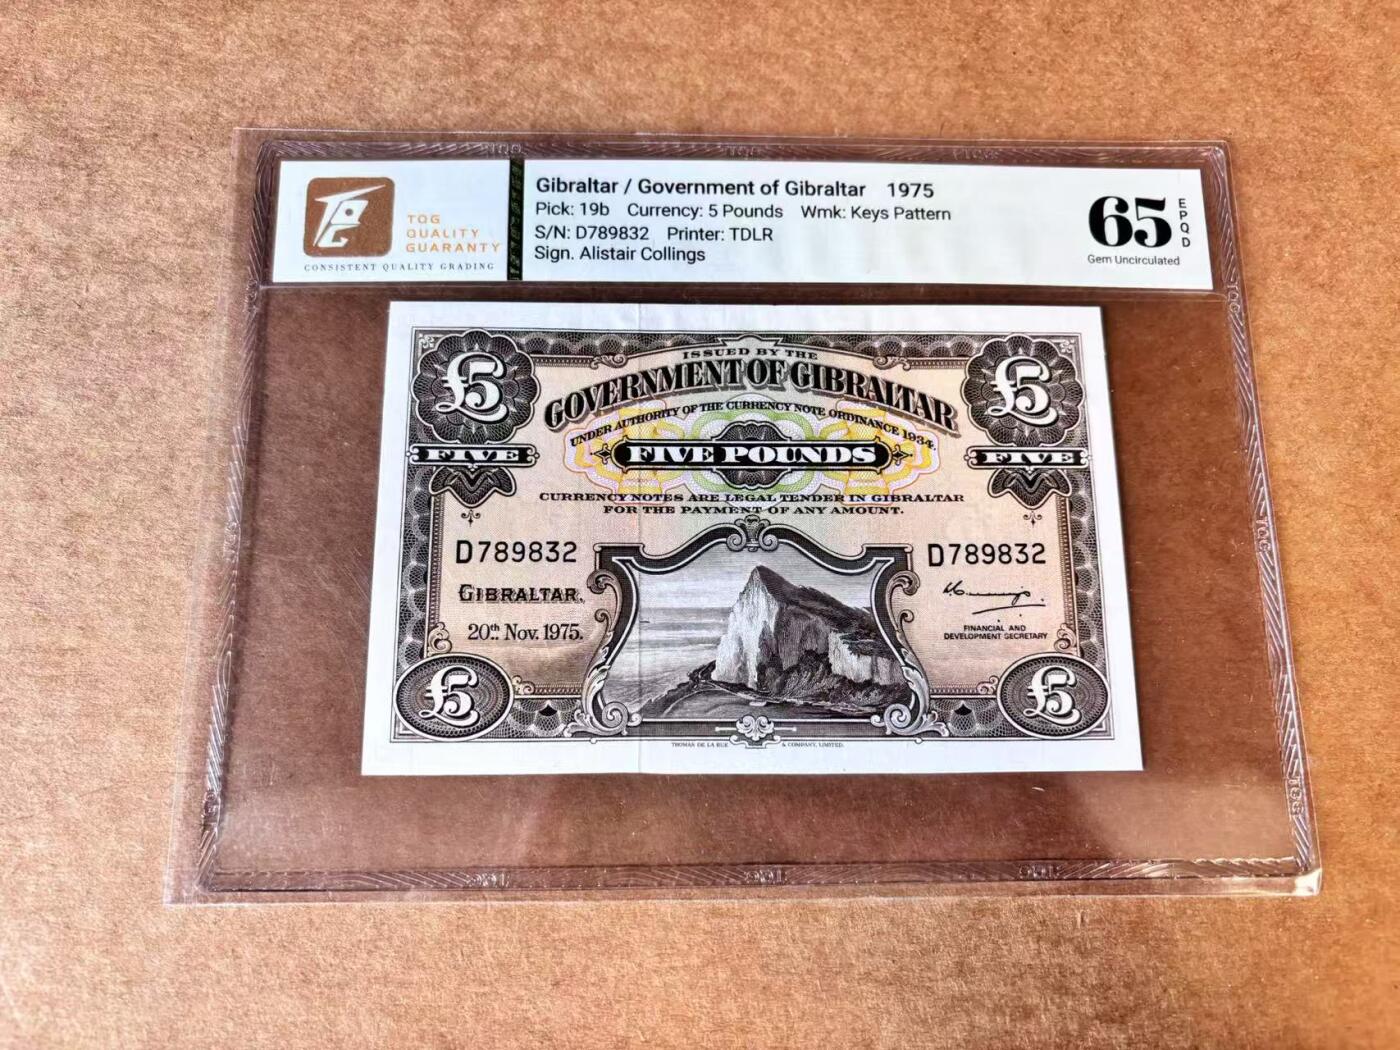 TQG
QUALITY
GUARANTY
CONSISTENT QUALITY GRADING
Gibraltar / Government of Gibraltar 1975
Pick: 19b Currency: 5 Pounds Wmk: Keys Pattern
S/N: D789832 Printer: TDLR
Sign. Alistair Collings
65
EPQD
Gem Uncirculated
£5
£5
ISSUED BY THE
GOVERNMENT OF GIBRALTAR
UNDER AUTHORITY OF THE CURRENCY NOTE ORDINANCE 1934.
FIVE
FIVE POUNDS
FIVE
CURRENCY NOTES ARE LEGAL TENDER IN GIBRALTAR
FOR THE PAYMENT OF ANY AMOUNT.
D789832
D789832
GIBRALTAR,
20th Nov. 1975.
FINANCIAL AND
DEVELOPMENT SECRETARY
£5
£5
THOMAS DE LA RUE & COMPANY, LIMITED.